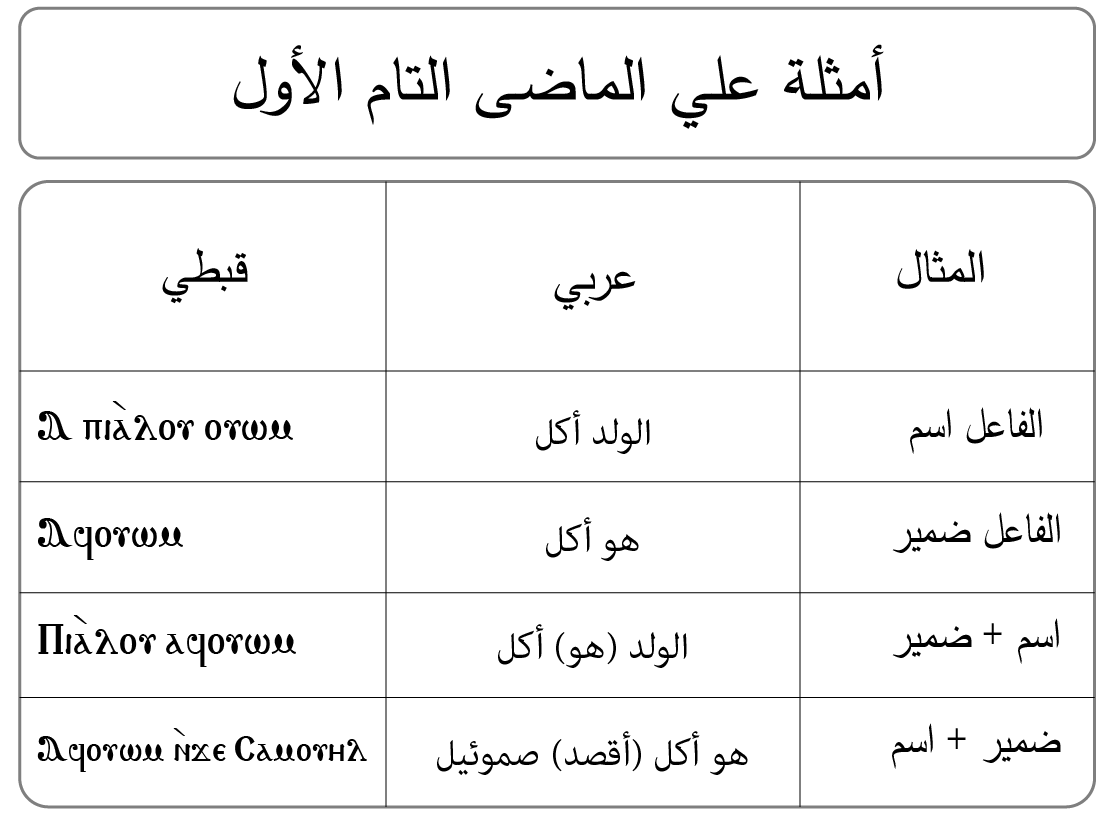 أمثلة علي الماضى التام الأول
المثال عربي قبطي
الفاعل اسم الولد أكل Ⲁ ⲡⲓⲁ̀ⲗⲟⲩ ⲟⲩⲱⲙ
الفاعل ضمير هو أكل Ⲁϥⲟⲩⲱⲙ
اسم + ضمير الولد (هو) أكل Ⲡⲓⲁ̀ⲗⲟⲩ ⲁϥⲟⲩⲱⲙ
ضمير + اسم هو أكل (أقصد) صموئيل Ⲁϥⲟⲩⲱⲙ ⲛ̀ϫⲉ Ⲥⲁⲙⲟⲩⲏⲗ